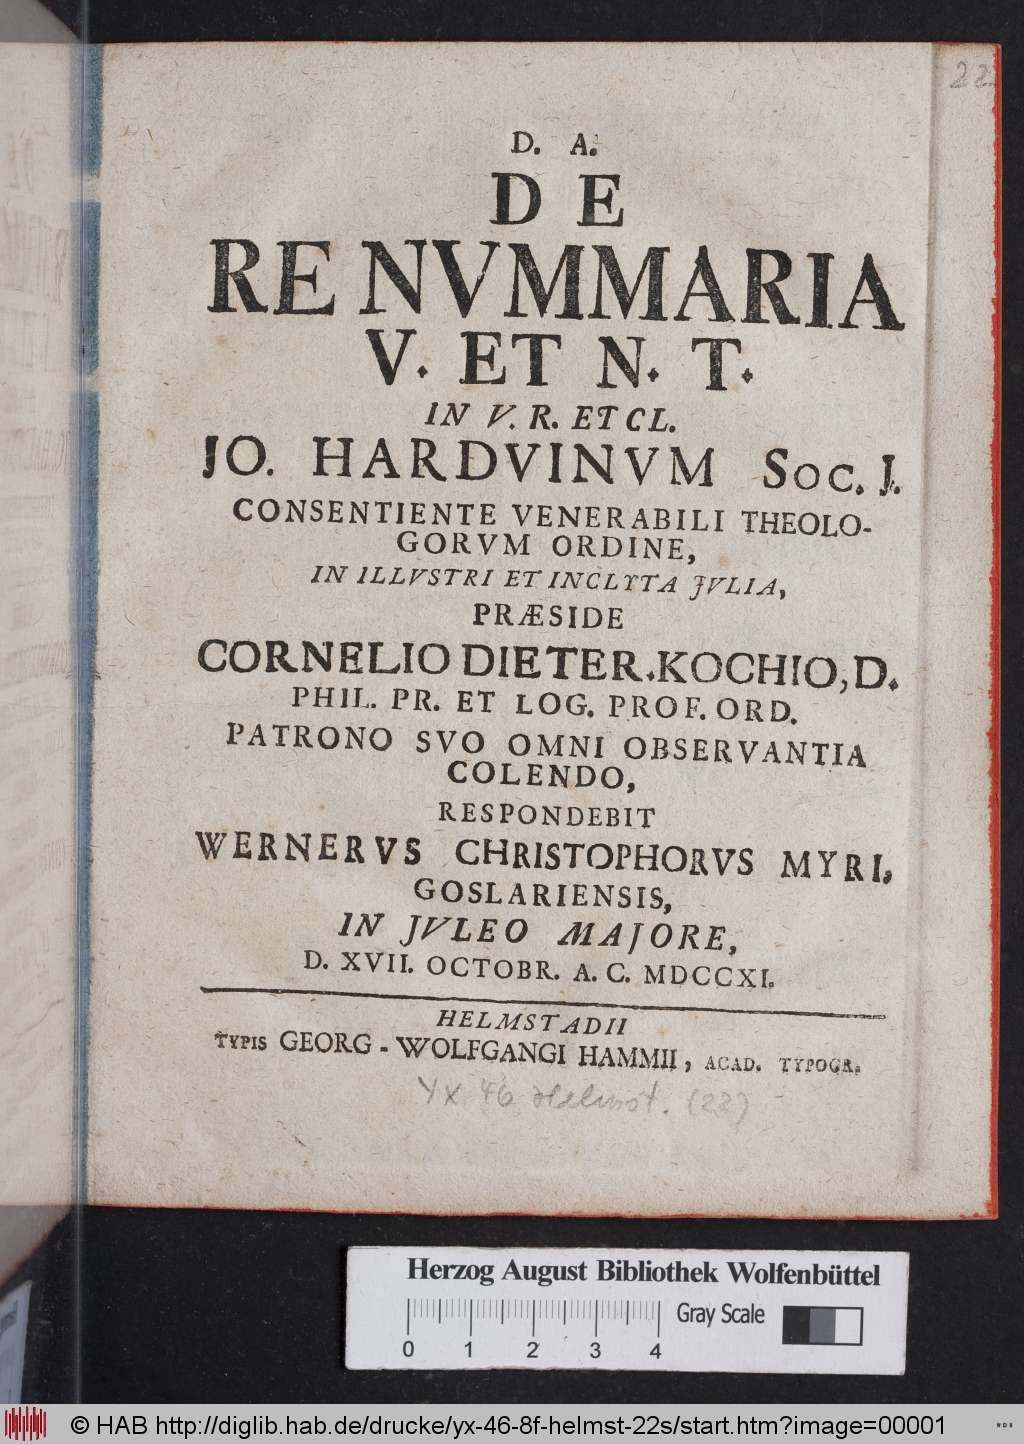 22
D. A.
DE
RE NVMMARIA
V. ET N. T.
IN V. R. ET CL.
JO. HARDVINVM Soc. J.
CONSENTIENTE VENERABILI THEOLO-
GORVM ORDINE,
IN ILLVSTRI ET INCLYTA JVLIA,
PRÆSIDE
CORNELIO DIETER. KOCHIO, D.
PHIL. PR. ET LOG. PROF. ORD.
PATRONO SVO OMNI OBSERVANTIA
COLENDO,
RESPONDEBIT
WERNERVS CHRISTOPHORVS MYRI,
GOSLARIENSIS,
IN JVLEO MAJORE,
D. XVII. OCTOBR. A. C. MDCCXI.
HELMSTADII
TYPIS GEORG-WOLFGANGI HAMMII, ACAD. TYPOGR.
Yx 46 Helmst. (22)
Herzog August Bibliothek Wolfenbüttel
Gray Scale
0 1 2 3 4
© HAB http://diglib.hab.de/drucke/yx-46-8f-helmst-22s/start.htm?image=00001